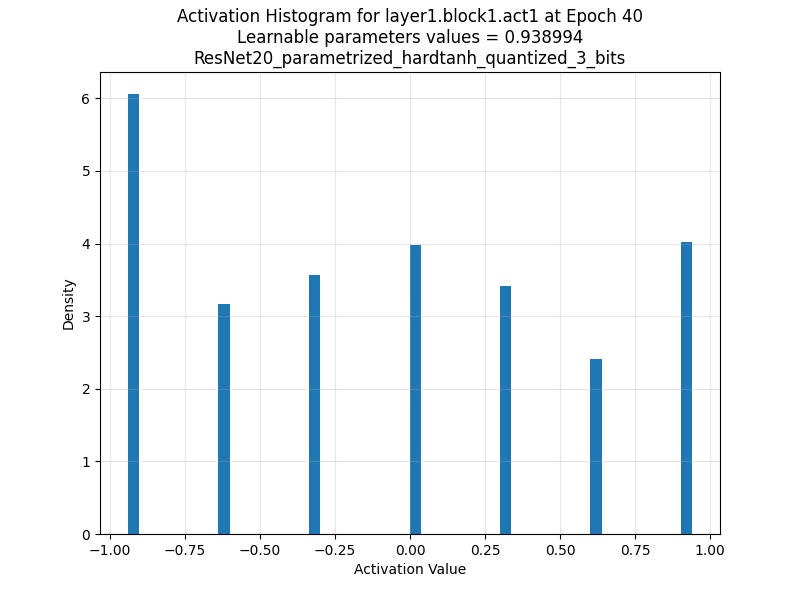 Activation Histogram for layer1.block1.act1 at Epoch 40
Learnable parameters values = 0.938994
ResNet20_parametrized_hardtanh_quantized_3_bits
6
5
4
3
2
1
0
Density
−1.00 −0.75 −0.50 −0.25 0.00 0.25 0.50 0.75 1.00
Activation Value